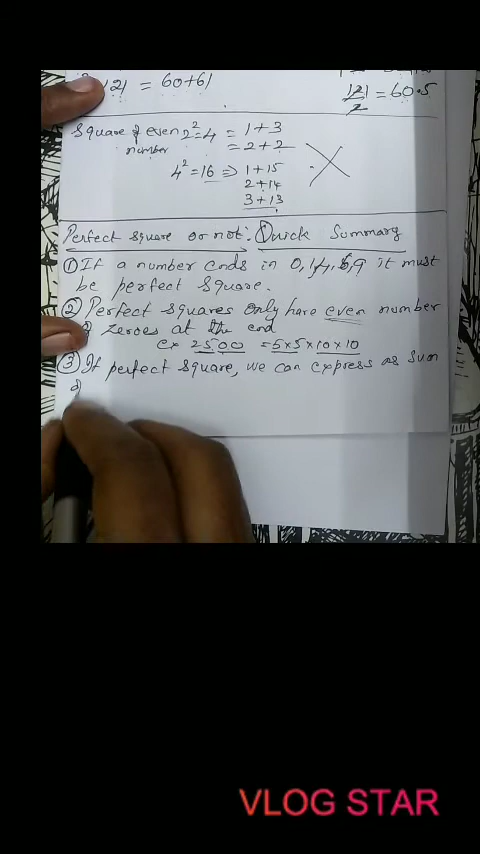 121 = 60+61
121/2 = 60.5
Square of even 2²=4 = 1+3
number = 2+2
4²=16 => 1+15
2+14
3+13
Perfect square or not: Quick Summary
① If a number ends in 0,1,4,5,6,9 it must
be perfect square.
② Perfect squares only have even number
of zeroes at the end
ex 2500 = 5×5×10×10
③ If perfect square, we can express as sum
of
VLOG STAR